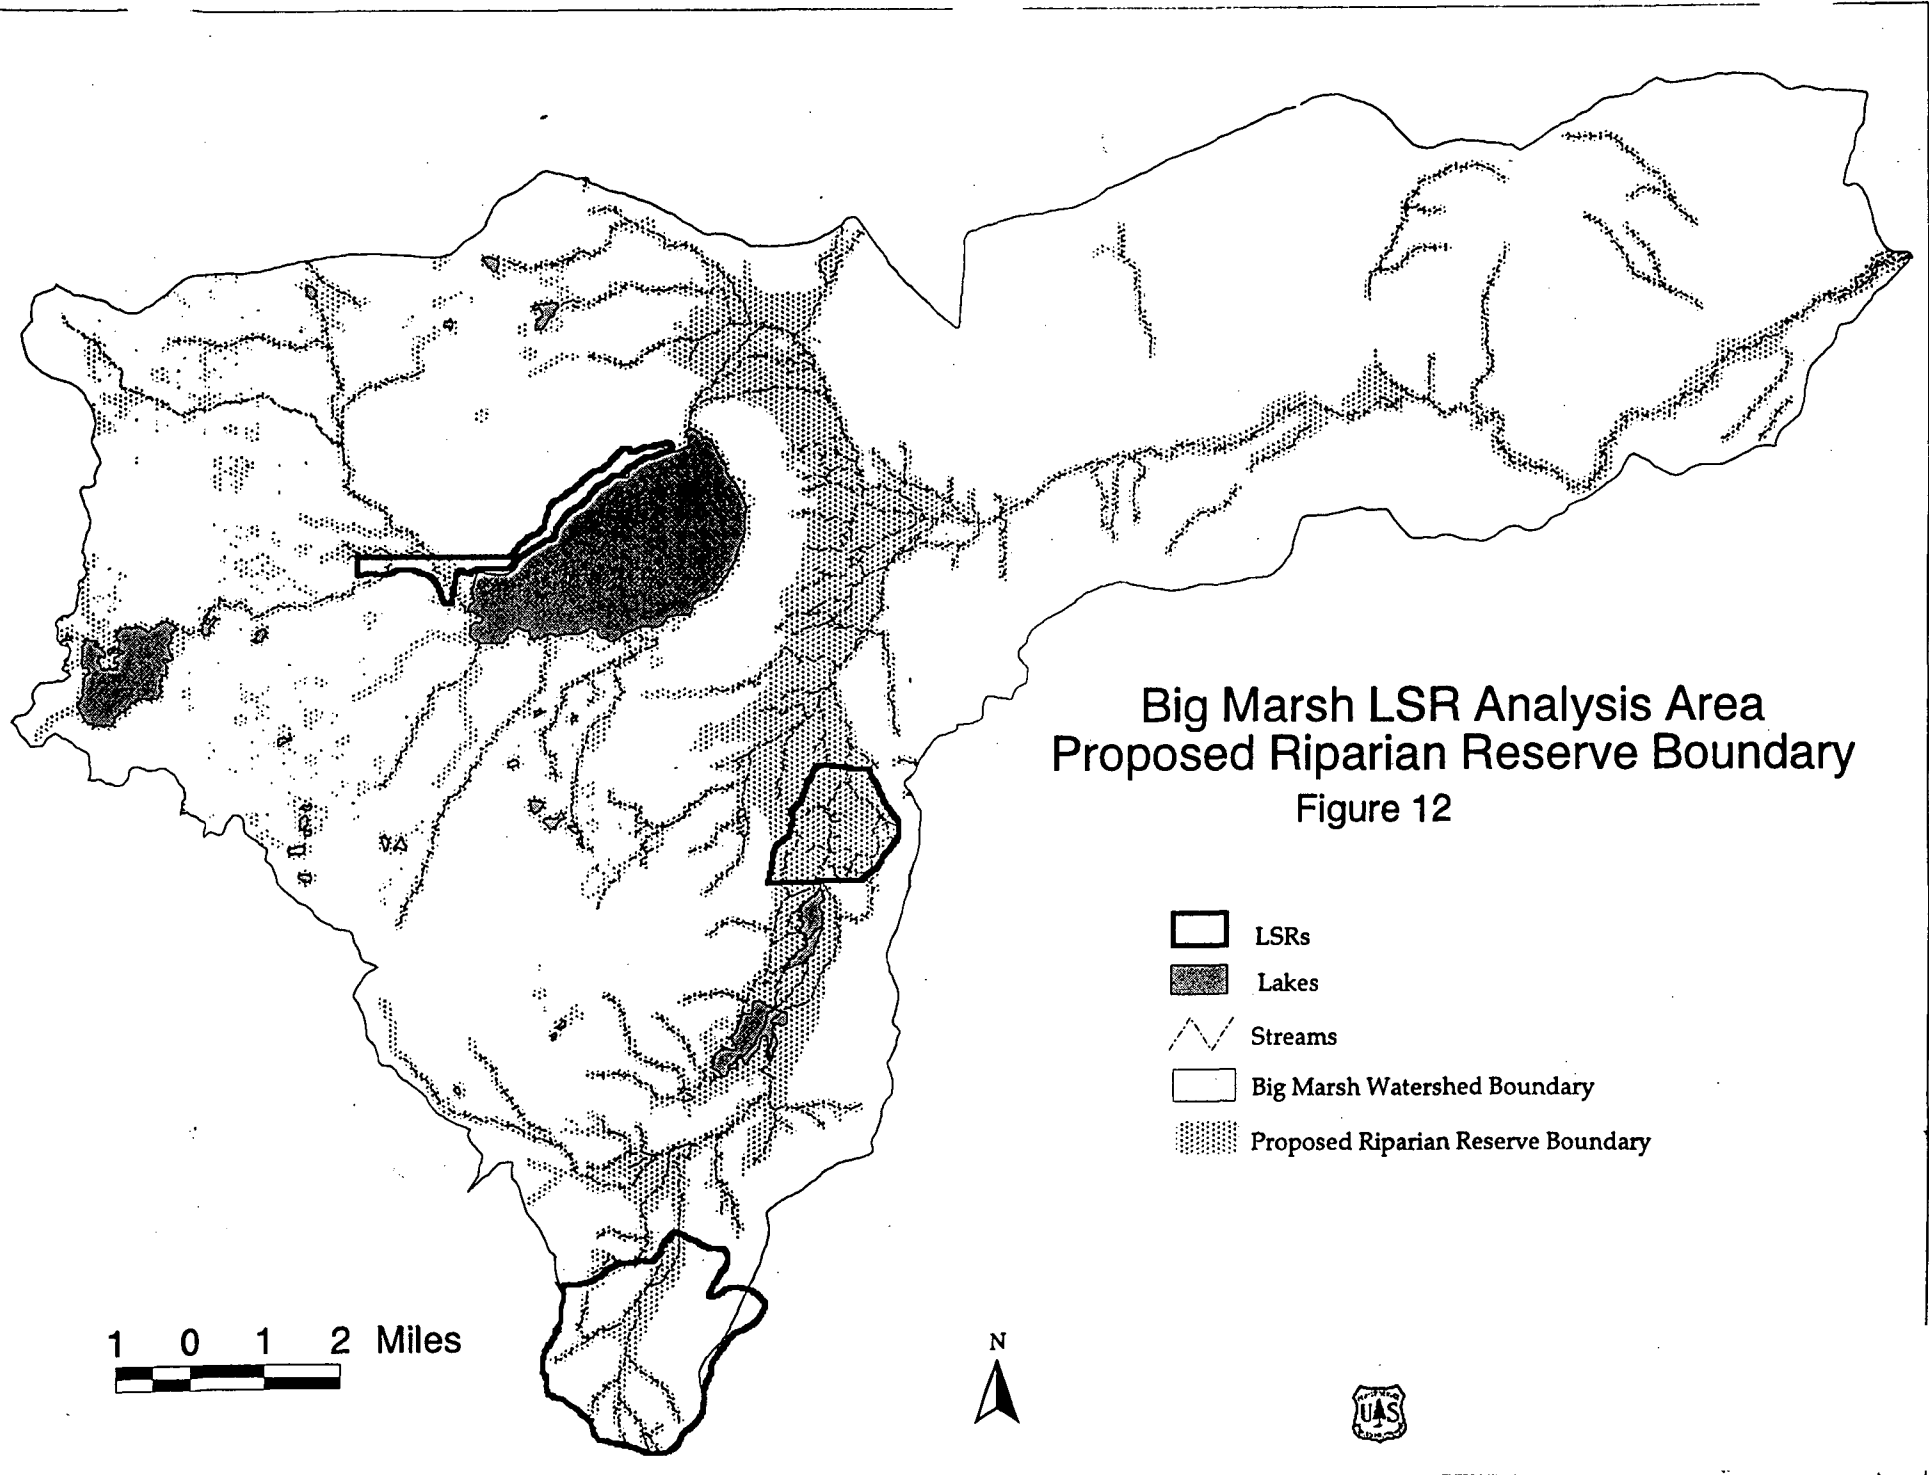 Big Marsh LSR Analysis Area
Proposed Riparian Reserve Boundary
Figure 12
LSRs
Lakes
Streams
Big Marsh Watershed Boundary
Proposed Riparian Reserve Boundary
1 0 1 2 Miles
N
U S